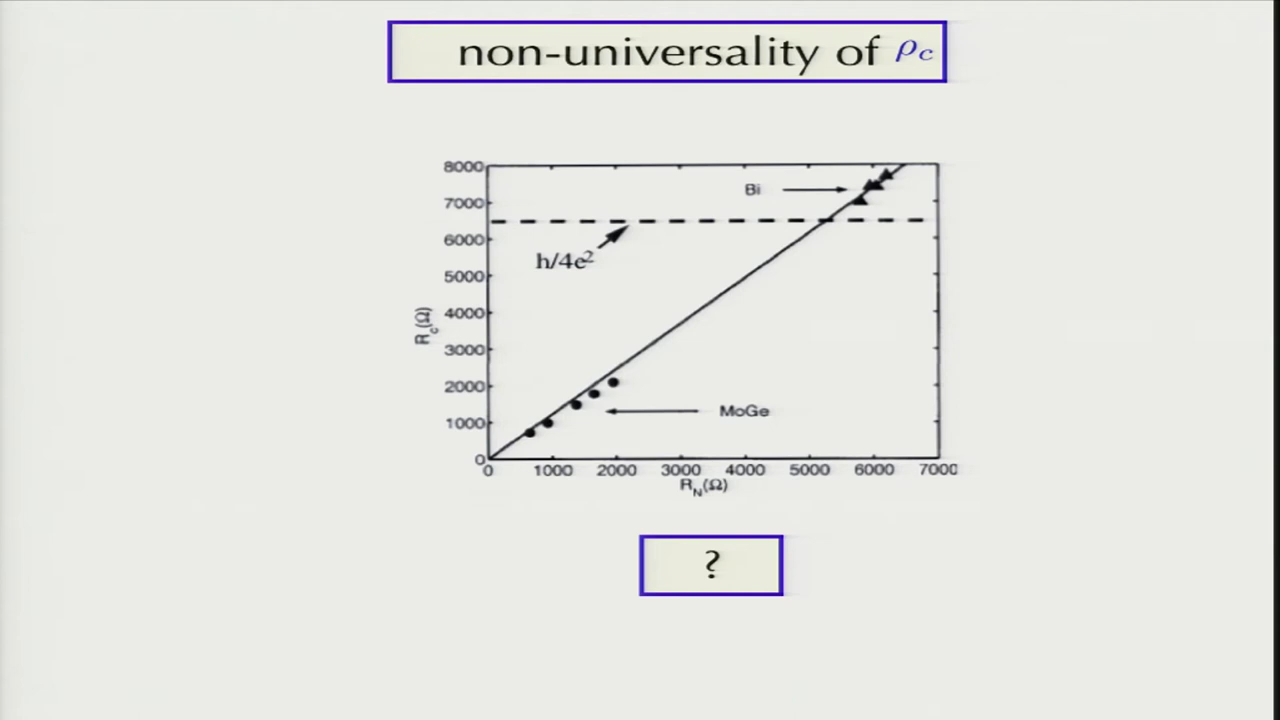 non-universality of ρc
8000
7000
6000
5000
4000
3000
2000
1000
0
Rc(Ω)
Bi
h/4e²
MoGe
0 1000 2000 3000 4000 5000 6000 7000
RN(Ω)
?